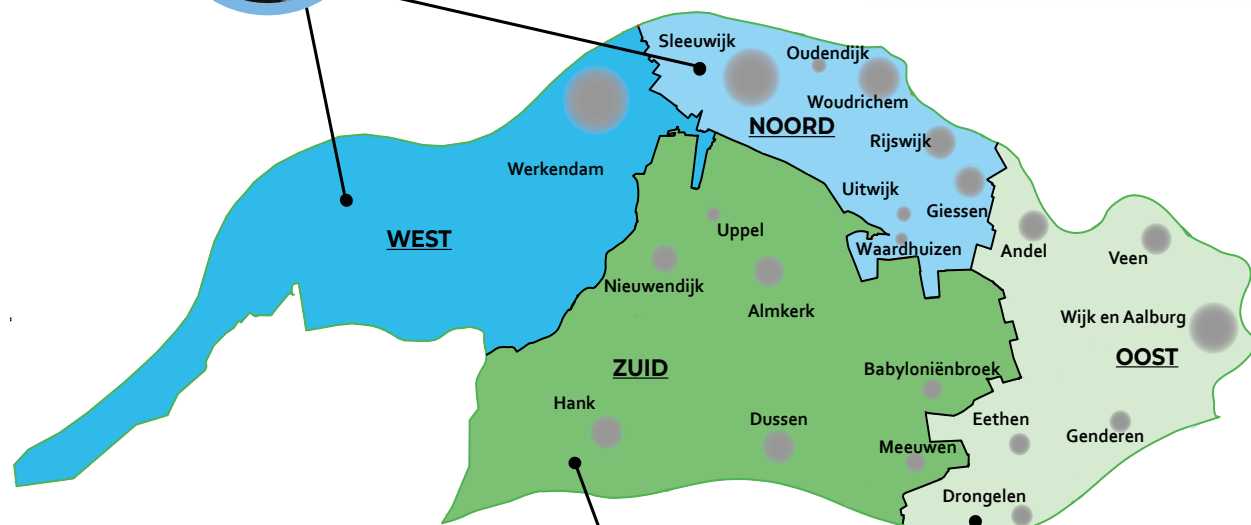 Sleeuwijk
Oudendijk
Woudrichem
NOORD
Rijswijk
Werkendam
Uitwijk
Giessen
Uppel
WEST
Waardhuizen
Andel
Veen
Nieuwendijk
Almkerk
Wijk en Aalburg
OOST
ZUID
Babyloniënbroek
Hank
Dussen
Eethen
Genderen
Meeuwen
Drongelen